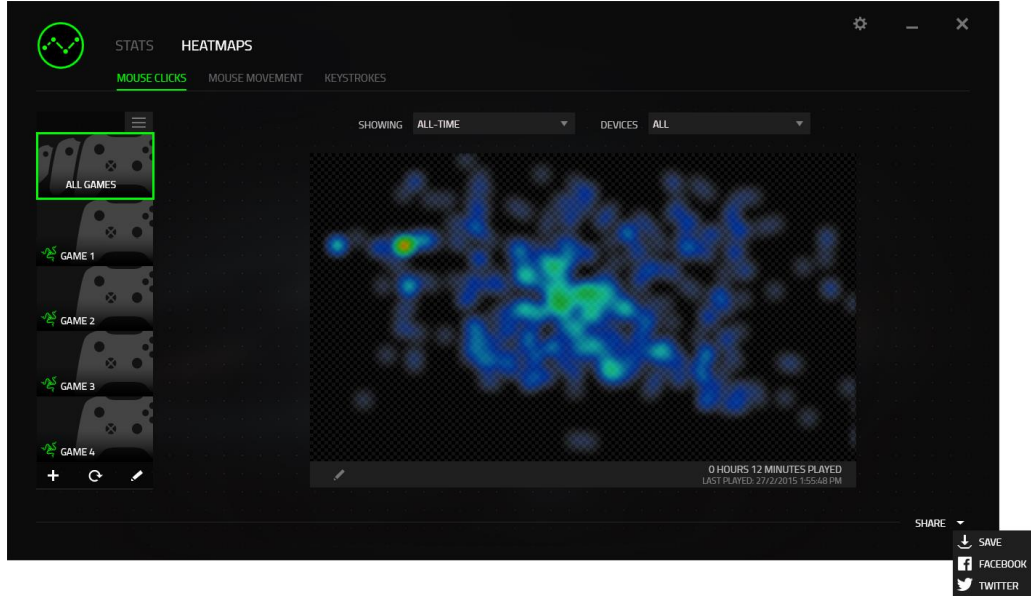 STATS HEATMAPS
MOUSE CLICKS MOUSE MOVEMENT KEYSTROKES
SHOWING ALL-TIME DEVICES ALL
ALL GAMES
GAME 1
GAME 2
GAME 3
GAME 4
0 HOURS 12 MINUTES PLAYED
LAST PLAYED: 27/2/2015 1:55:48 PM
SHARE
SAVE
FACEBOOK
TWITTER